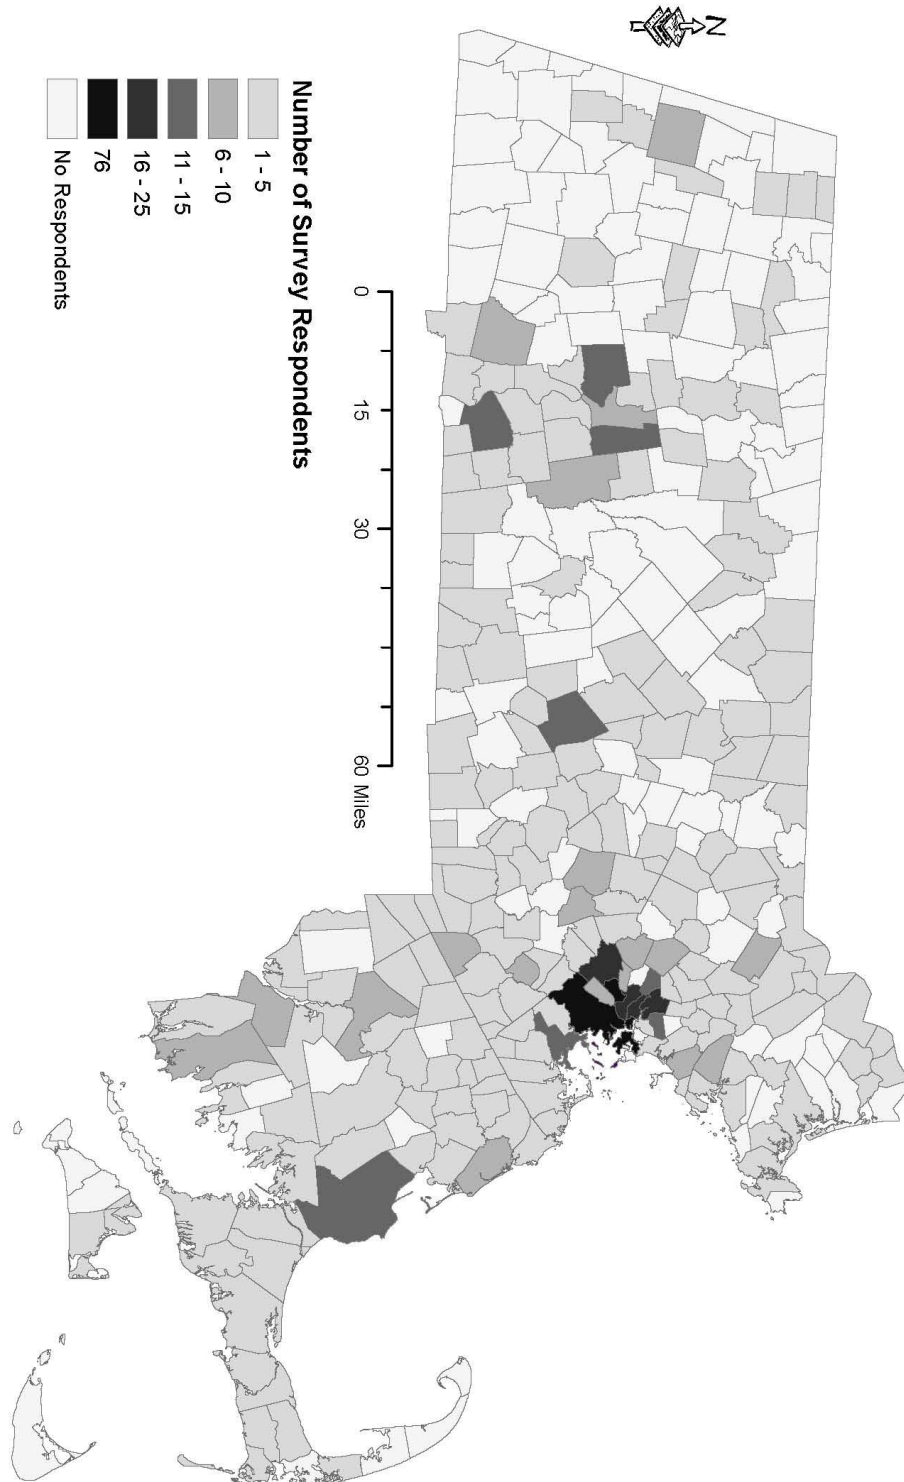 N
Number of Survey Respondents
1 - 5
6 - 10
11 - 15
16 - 25
76
No Respondents
0
15
30
60 Miles